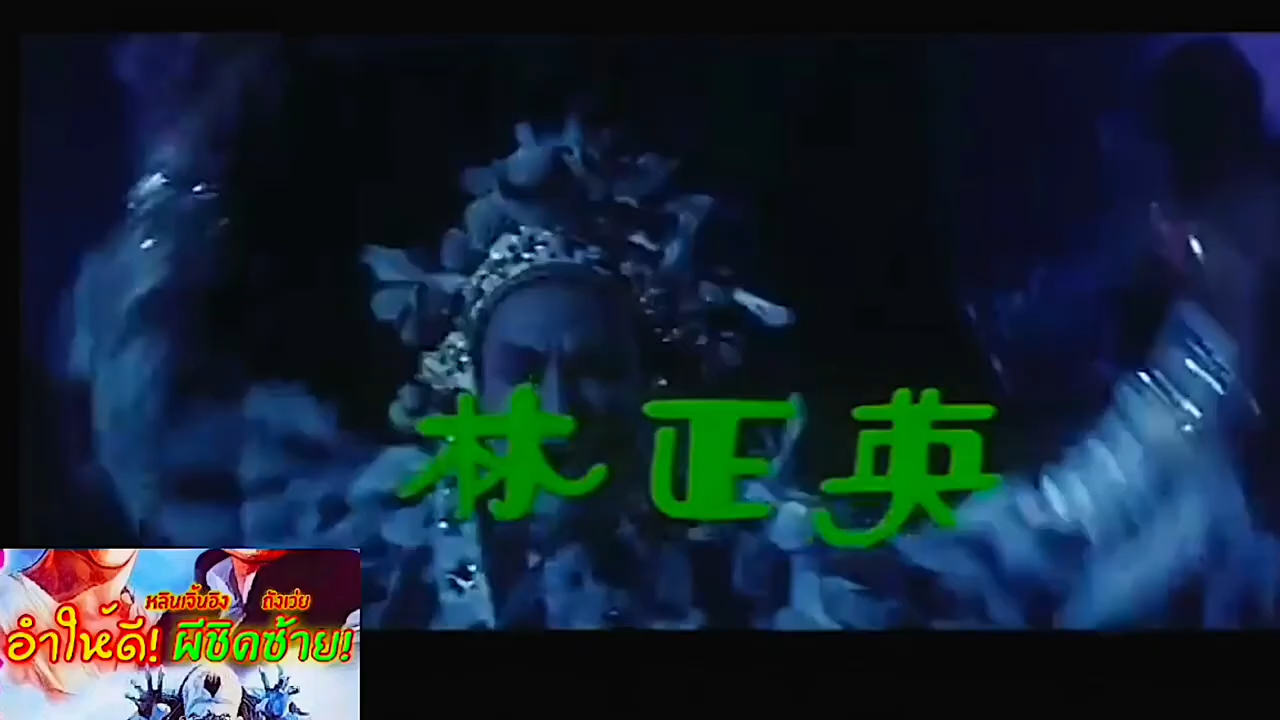 林正英
หลินเจิ้นอิง ถังเว่ย
อำให้ดี! ผีชิดซ้าย!